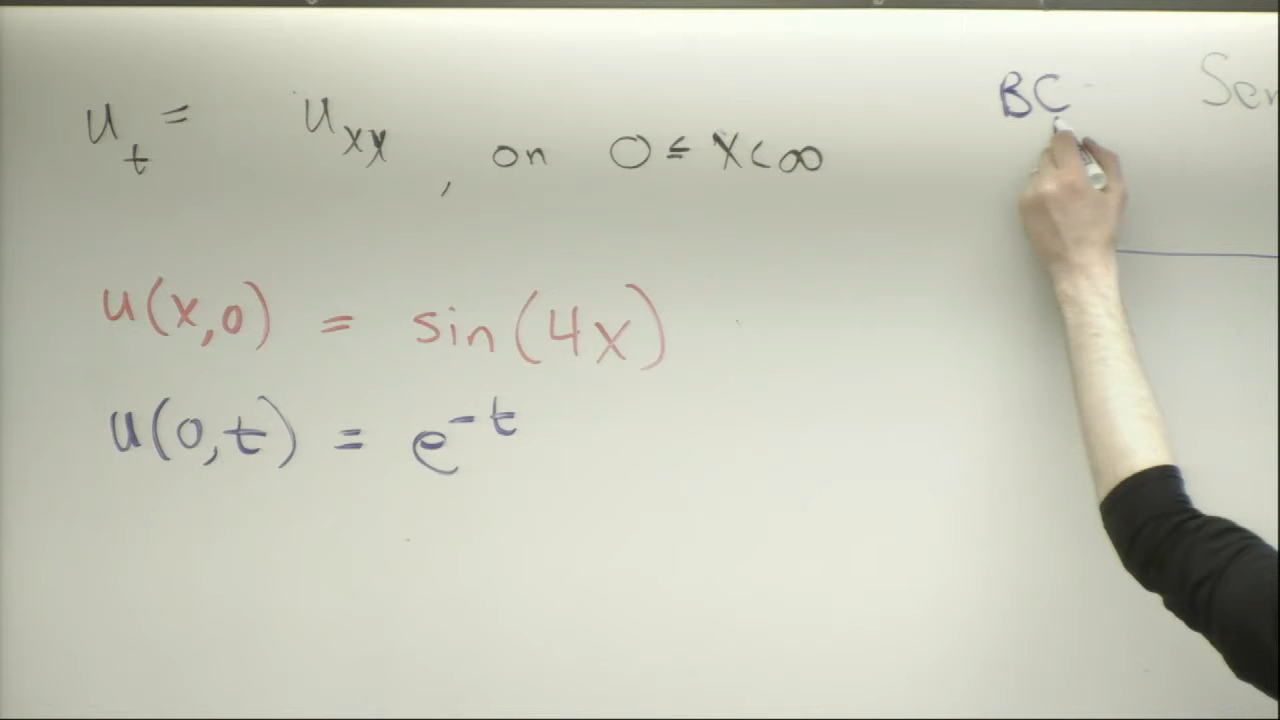 u_t = u_xx , on 0 ≤ x < ∞
BC
u(x,0) = sin(4x)
u(0,t) = e^-t